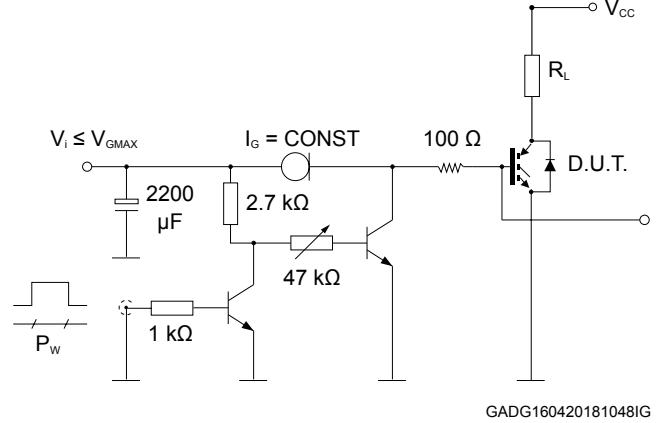 V_CC
R_L
V_i ≤ V_GMAX
I_G = CONST
100 Ω
D.U.T.
2200
μF
2.7 kΩ
47 kΩ
1 kΩ
P_W
GADG160420181048IG